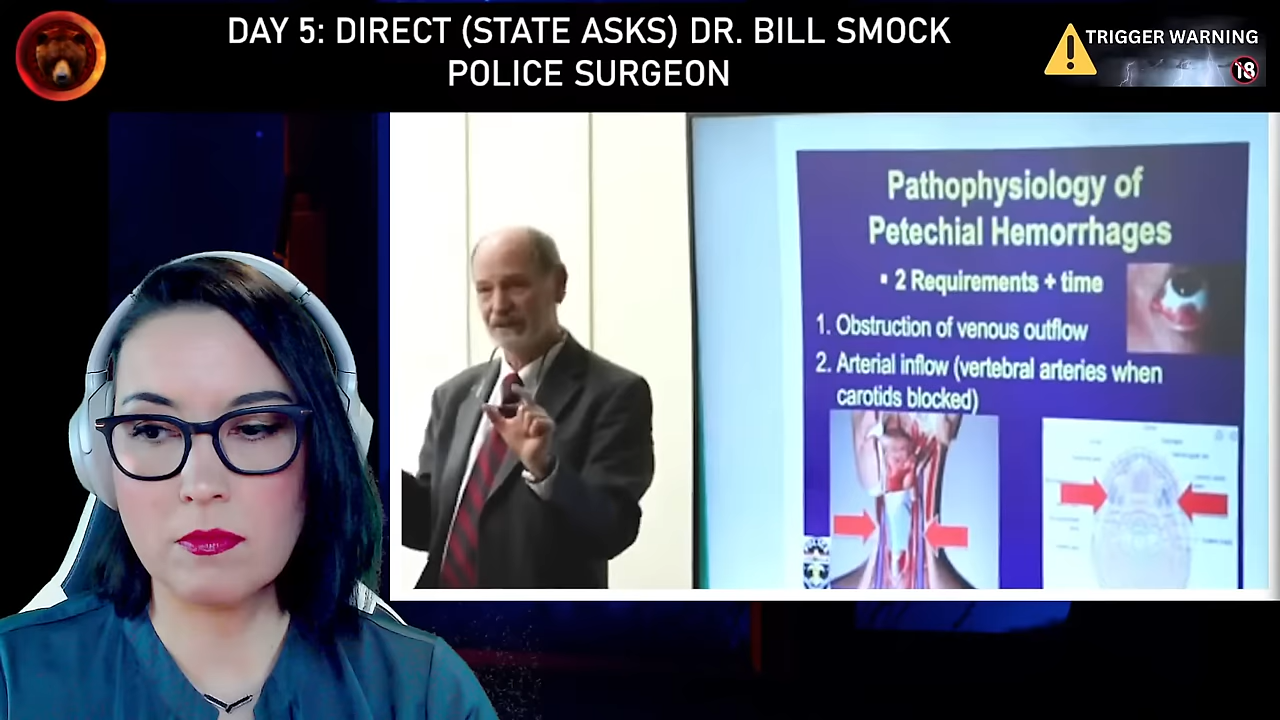 DAY 5: DIRECT (STATE ASKS) DR. BILL SMOCK
POLICE SURGEON
TRIGGER WARNING
18
Pathophysiology of
Petechial Hemorrhages
▪ 2 Requirements + time
1. Obstruction of venous outflow
2. Arterial inflow (vertebral arteries when
carotids blocked)